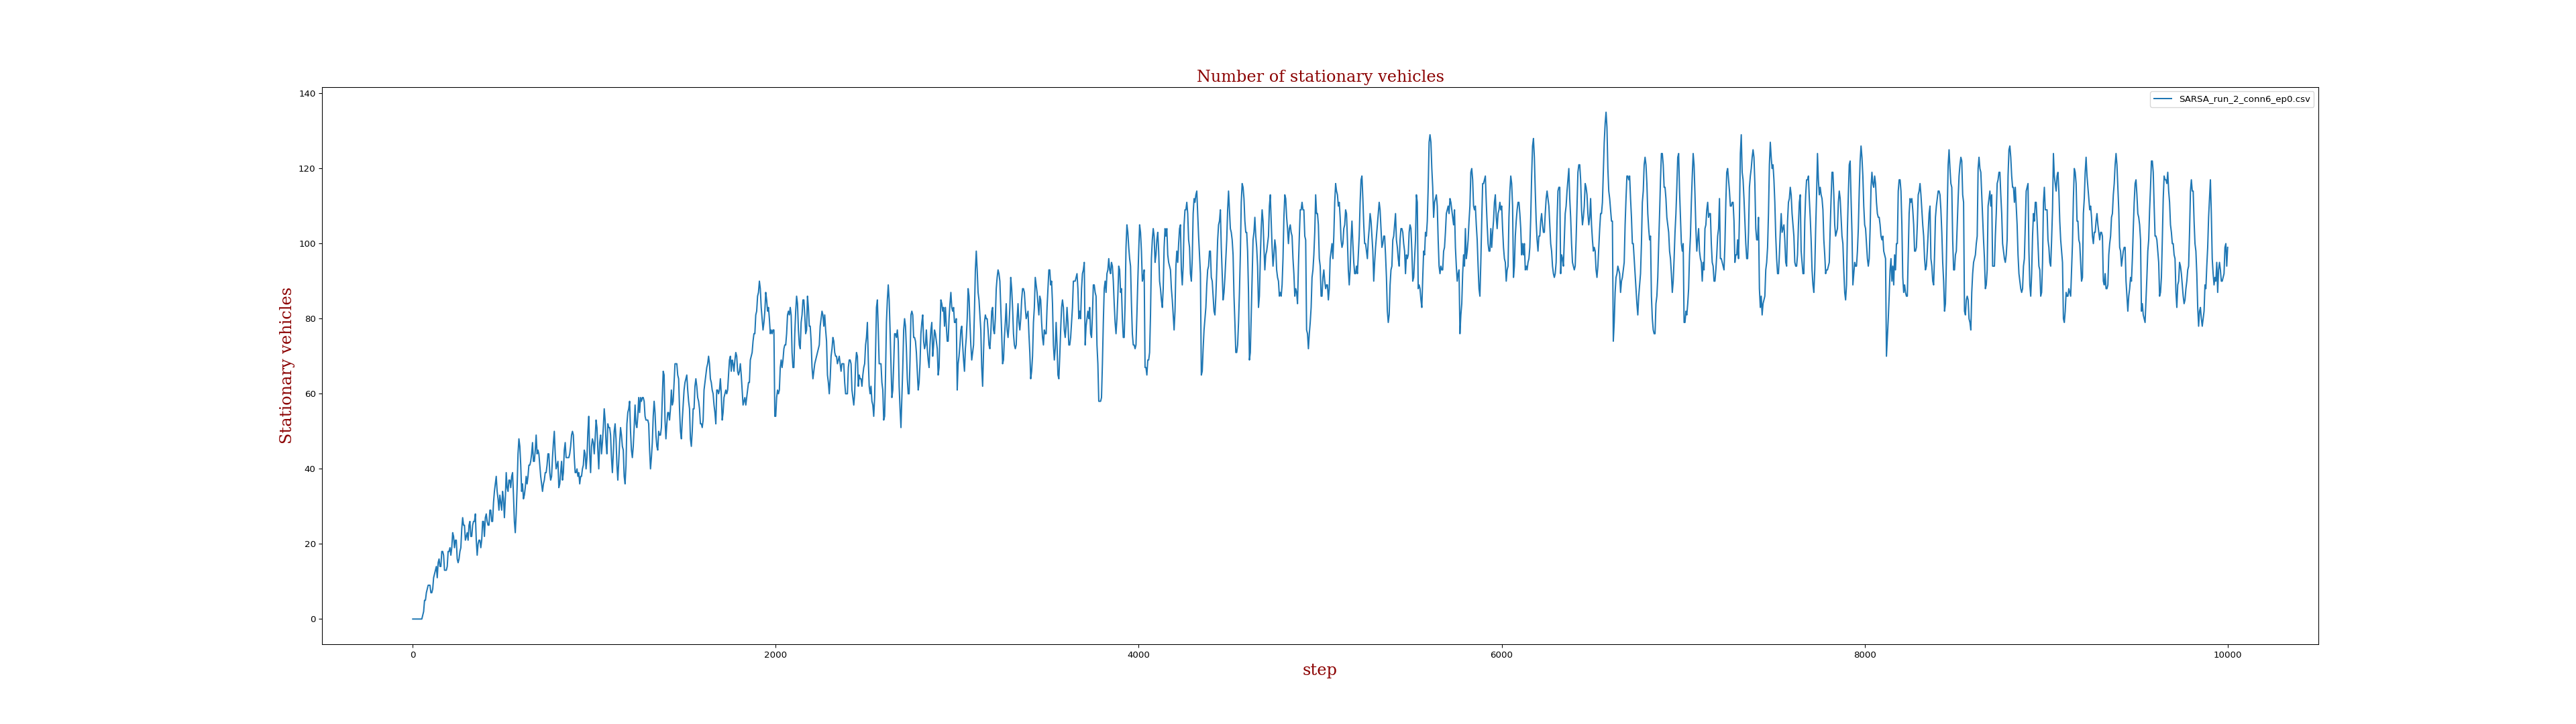 Number of stationary vehicles
SARSA_run_2_conn6_ep0.csv
Stationary vehicles
140
120
100
80
60
40
20
0
0 2000 4000 6000 8000 10000
step